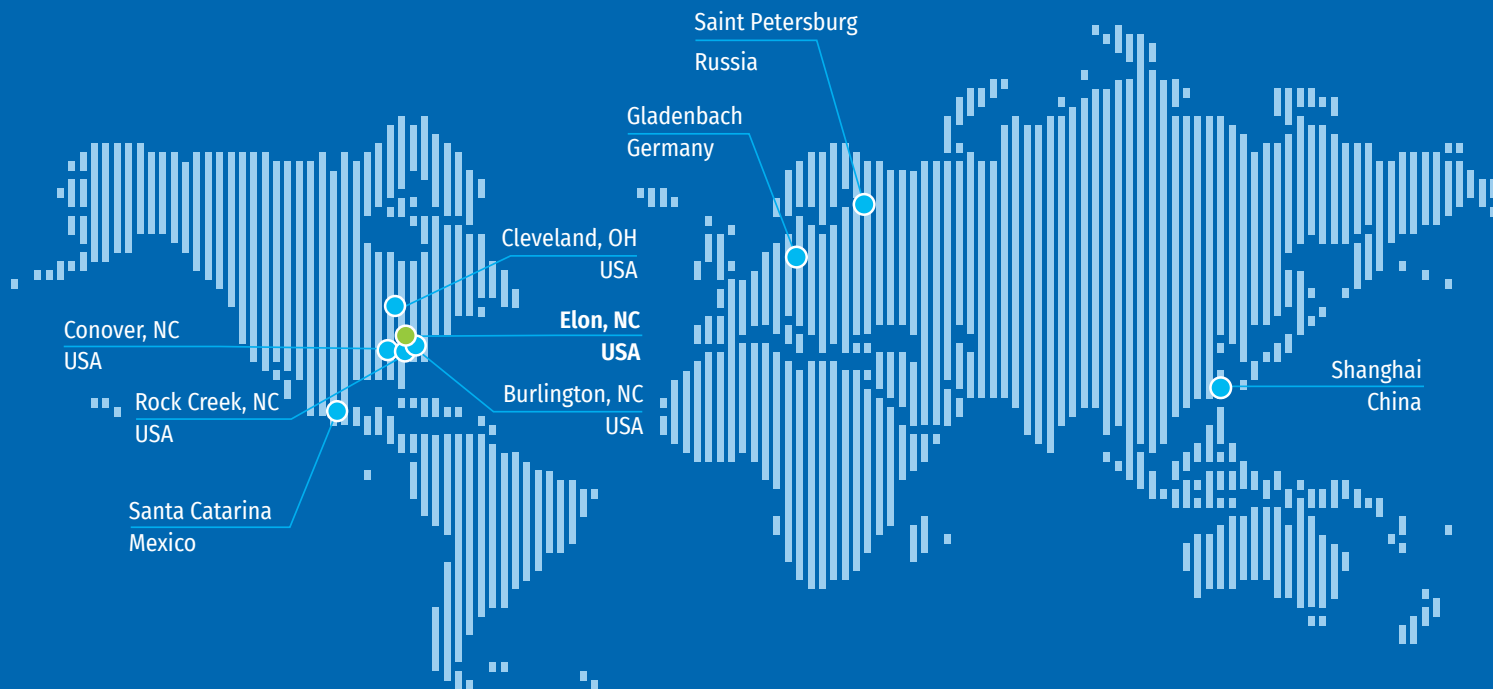 Saint Petersburg
Russia
Gladenbach
Germany
Cleveland, OH
USA
Elon, NC
USA
Conover, NC
USA
Rock Creek, NC
USA
Burlington, NC
USA
Shanghai
China
Santa Catarina
Mexico